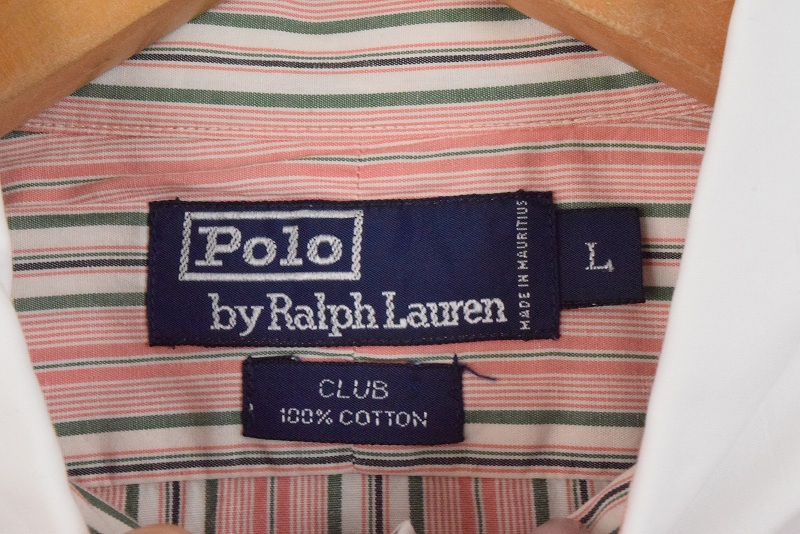 Polo
by Ralph Lauren
MADE IN MAURITIUS
L
CLUB
100% COTTON